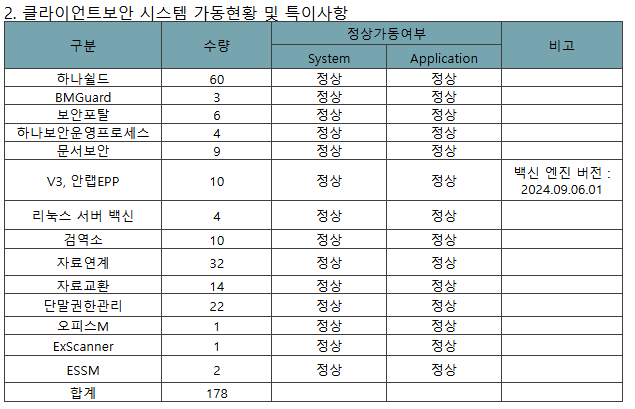 2. 클라이언트보안 시스템 가동현황 및 특이사항
구분 수량 정상가동여부 비고
System Application
하나쉴드 60 정상 정상
BMGuard 3 정상 정상
보안포탈 6 정상 정상
하나보안운영프로세스 4 정상 정상
문서보안 9 정상 정상
V3, 안랩EPP 10 정상 정상 백신 엔진 버전 :
2024.09.06.01
리눅스 서버 백신 4 정상 정상
검역소 10 정상 정상
자료연계 32 정상 정상
자료교환 14 정상 정상
단말권한관리 22 정상 정상
오피스M 1 정상 정상
ExScanner 1 정상 정상
ESSM 2 정상 정상
합계 178